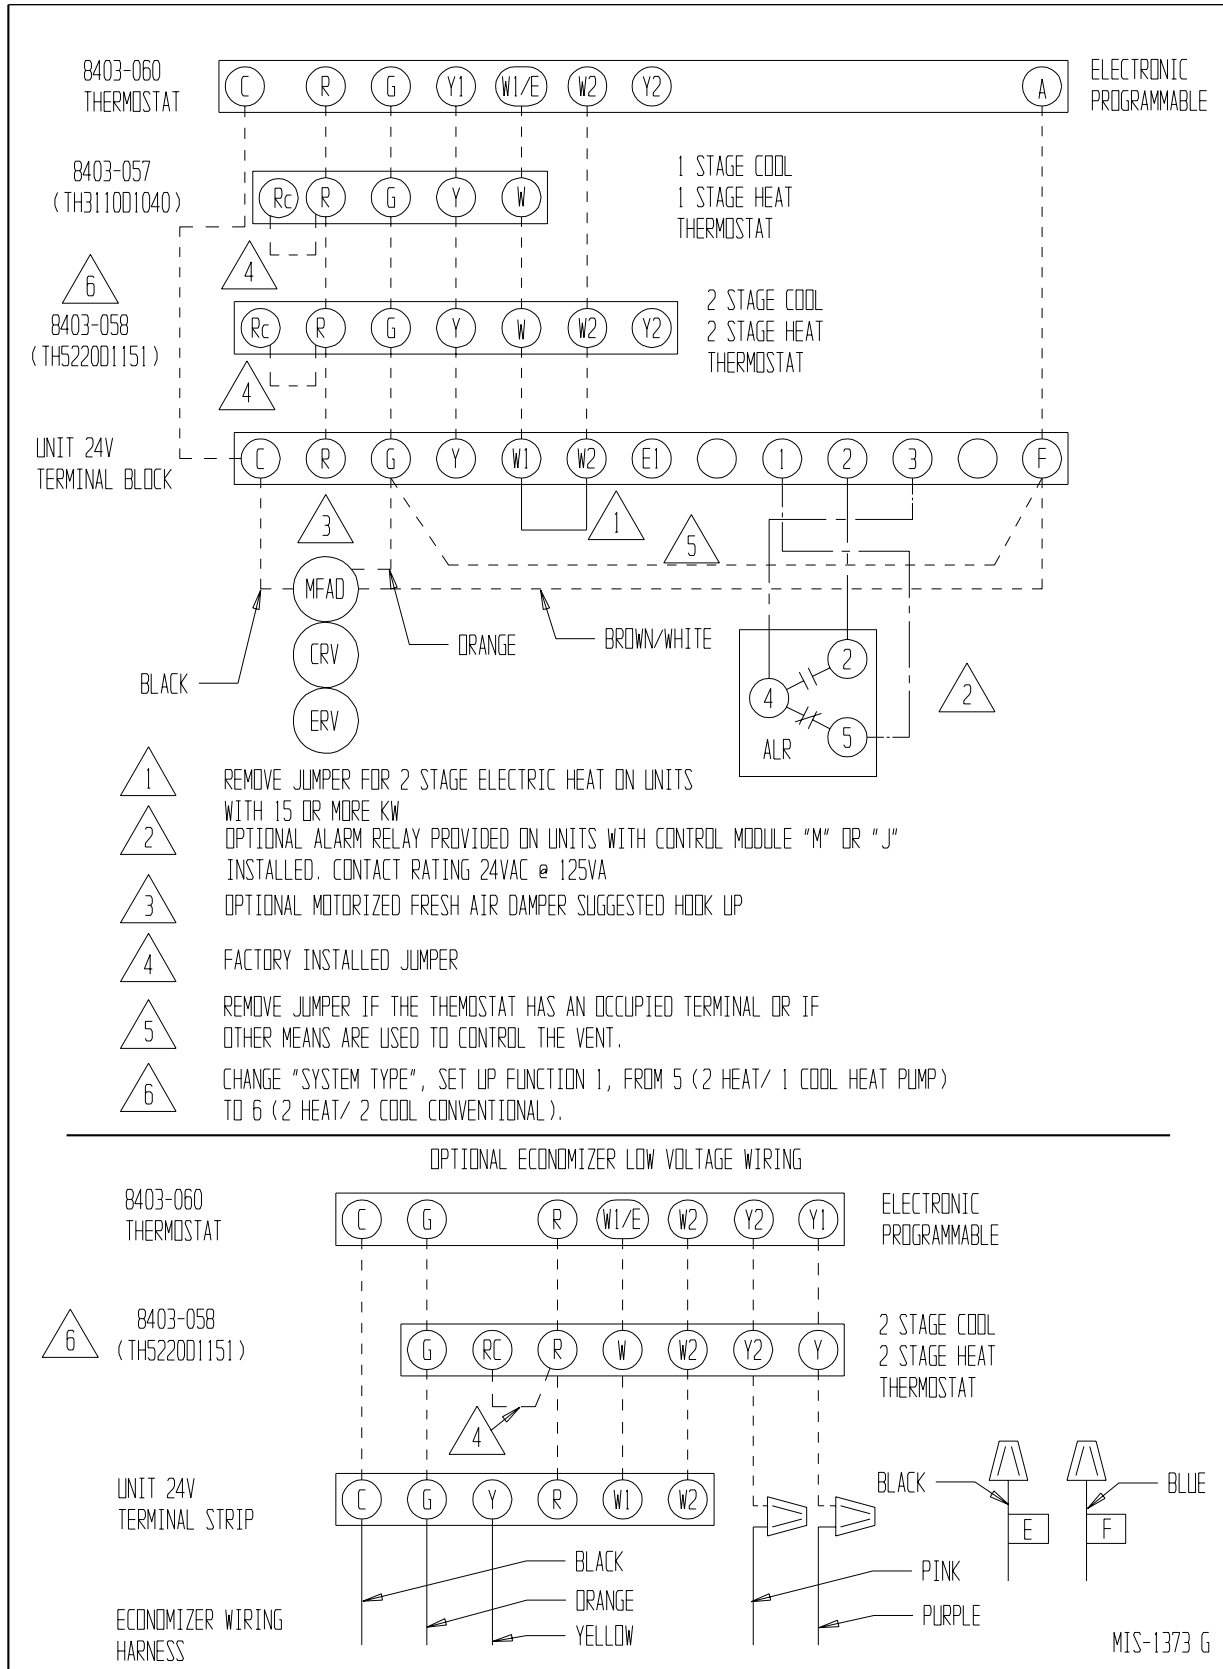 8403-060
THERMOSTAT
C R G Y1 W1/E W2 Y2 A
ELECTRONIC
PROGRAMMABLE
8403-057
(TH3110D1040)
Rc R G Y W
1 STAGE COOL
1 STAGE HEAT
THERMOSTAT
4
6
8403-058
(TH5220D1151)
Rc R G Y W W2 Y2
2 STAGE COOL
2 STAGE HEAT
THERMOSTAT
4
UNIT 24V
TERMINAL BLOCK
C R G Y W1 W2 E1 1 2 3 F
3
1
5
MFAD
CRV
ERV
BLACK
ORANGE
BROWN/WHITE
2
4
5
ALR
2
1 REMOVE JUMPER FOR 2 STAGE ELECTRIC HEAT ON UNITS
WITH 15 OR MORE KW
2 OPTIONAL ALARM RELAY PROVIDED ON UNITS WITH CONTROL MODULE "M" OR "J"
INSTALLED. CONTACT RATING 24VAC @ 125VA
3 OPTIONAL MOTORIZED FRESH AIR DAMPER SUGGESTED HOOK UP
4 FACTORY INSTALLED JUMPER
5 REMOVE JUMPER IF THE THEMOSTAT HAS AN OCCUPIED TERMINAL OR IF
OTHER MEANS ARE USED TO CONTROL THE VENT.
6 CHANGE "SYSTEM TYPE", SET UP FUNCTION 1, FROM 5 (2 HEAT/ 1 COOL HEAT PUMP)
TO 6 (2 HEAT/ 2 COOL CONVENTIONAL).
OPTIONAL ECONOMIZER LOW VOLTAGE WIRING
8403-060
THERMOSTAT
C G R W1/E W2 Y2 Y1
ELECTRONIC
PROGRAMMABLE
6
8403-058
(TH5220D1151)
G RC R W W2 Y2 Y
2 STAGE COOL
2 STAGE HEAT
THERMOSTAT
4
UNIT 24V
TERMINAL STRIP
C G Y R W1 W2
BLACK
E
F
BLUE
BLACK
ORANGE
YELLOW
PINK
PURPLE
ECONOMIZER WIRING
HARNESS
MIS-1373 G